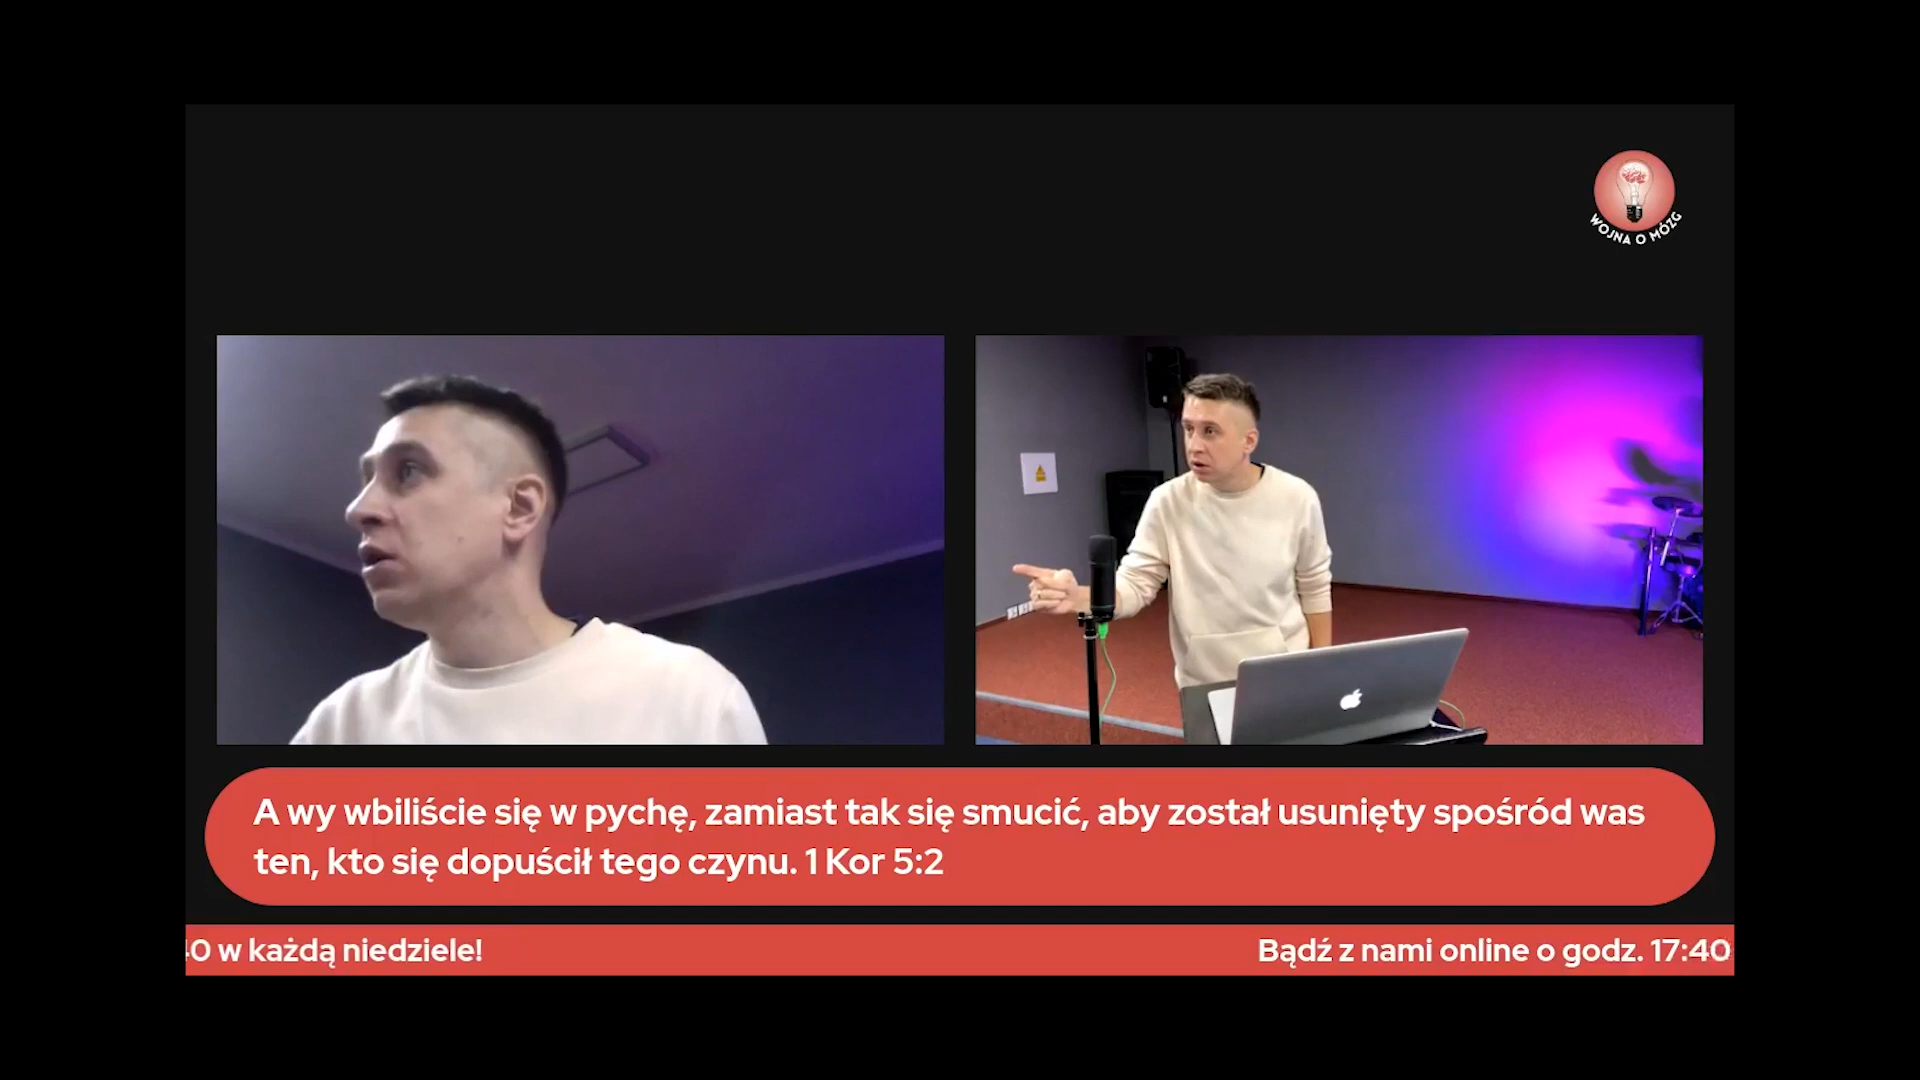 WOJNA O MÓZG
A wy wbiliście się w pychę, zamiast tak się smucić, aby został usunięty spośród was
ten, kto się dopuścił tego czynu. 1 Kor 5:2
0 w każdą niedziele!
Bądź z nami online o godz. 17:40